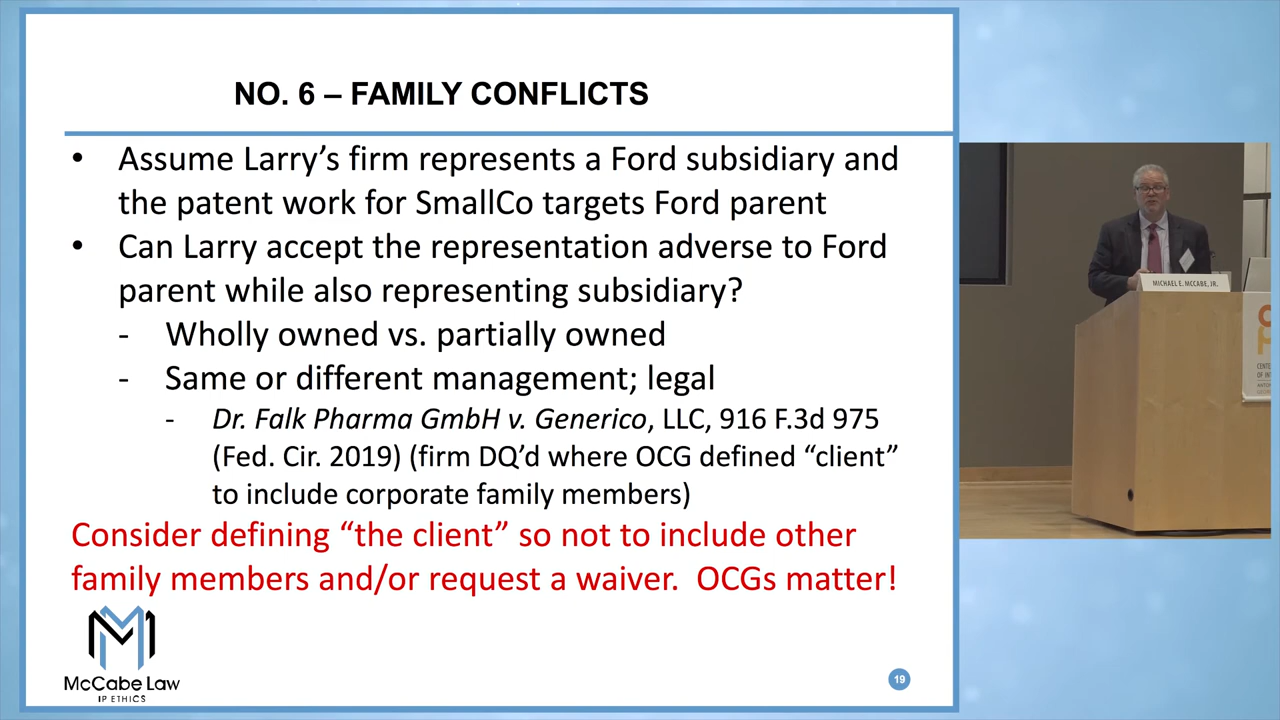 NO. 6 – FAMILY CONFLICTS
• Assume Larry’s firm represents a Ford subsidiary and
the patent work for SmallCo targets Ford parent
• Can Larry accept the representation adverse to Ford
parent while also representing subsidiary?
- Wholly owned vs. partially owned
- Same or different management; legal
- Dr. Falk Pharma GmbH v. Generico, LLC, 916 F.3d 975
(Fed. Cir. 2019) (firm DQ’d where OCG defined “client”
to include corporate family members)
Consider defining “the client” so not to include other
family members and/or request a waiver. OCGs matter!
McCabe Law
IP ETHICS
19
MICHAEL E. MCCABE, JR.
CENTE
OF INT